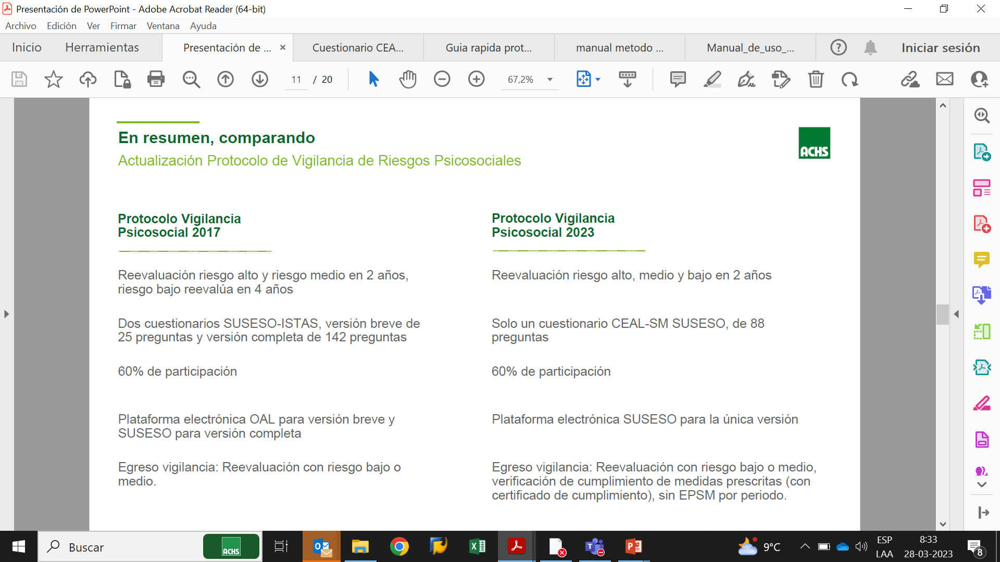 Presentación de PowerPoint - Adobe Acrobat Reader (64-bit)
Archivo Edición Ver Firmar Ventana Ayuda
Inicio Herramientas Presentación de ... Cuestionario CEA... Guia rapida prot... manual metodo ... Manual_de_uso_... Iniciar sesión
11 / 20 67,2%
En resumen, comparando
Actualización Protocolo de Vigilancia de Riesgos Psicosociales
ACHS
Protocolo Vigilancia
Psicosocial 2017
Reevaluación riesgo alto y riesgo medio en 2 años,
riesgo bajo reevalúa en 4 años
Dos cuestionarios SUSESO-ISTAS, versión breve de
25 preguntas y versión completa de 142 preguntas
60% de participación
Plataforma electrónica OAL para versión breve y
SUSESO para versión completa
Egreso vigilancia: Reevaluación con riesgo bajo o
medio.
Protocolo Vigilancia
Psicosocial 2023
Reevaluación riesgo alto, medio y bajo en 2 años
Solo un cuestionario CEAL-SM SUSESO, de 88
preguntas
60% de participación
Plataforma electrónica SUSESO para la única versión
Egreso vigilancia: Reevaluación con riesgo bajo o medio,
verificación de cumplimiento de medidas prescritas (con
certificado de cumplimiento), sin EPSM por periodo.
Buscar
ACHS
9°C
ESP
LAA
8:33
28-03-2023
8